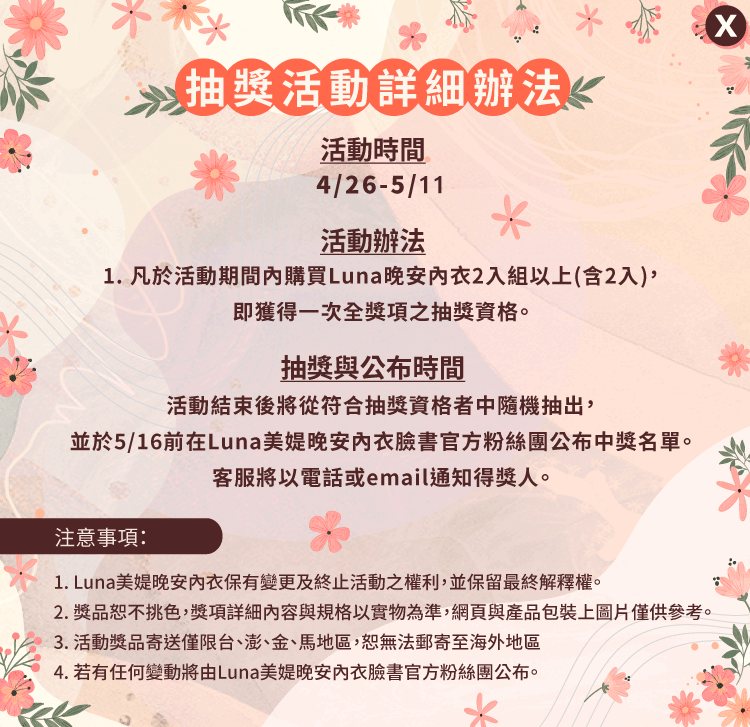 X
抽獎活動詳細辦法
活動時間
4/26-5/11
活動辦法
1. 凡於活動期間內購買Luna晚安內衣2入組以上(含2入)，
即獲得一次全獎項之抽獎資格。
抽獎與公布時間
活動結束後將從符合抽獎資格者中隨機抽出，
並於5/16前在Luna美媞晚安內衣臉書官方粉絲團公布中獎名單。
客服將以電話或email通知得獎人。
注意事項：
1. Luna美媞晚安內衣保有變更及終止活動之權利，並保留最終解釋權。
2. 獎品恕不挑色，獎項詳細內容與規格以實物為準，網頁與產品包裝上圖片僅供參考。
3. 活動獎品寄送僅限台、澎、金、馬地區，恕無法郵寄至海外地區
4. 若有任何變動將由Luna美媞晚安內衣臉書官方粉絲團公布。